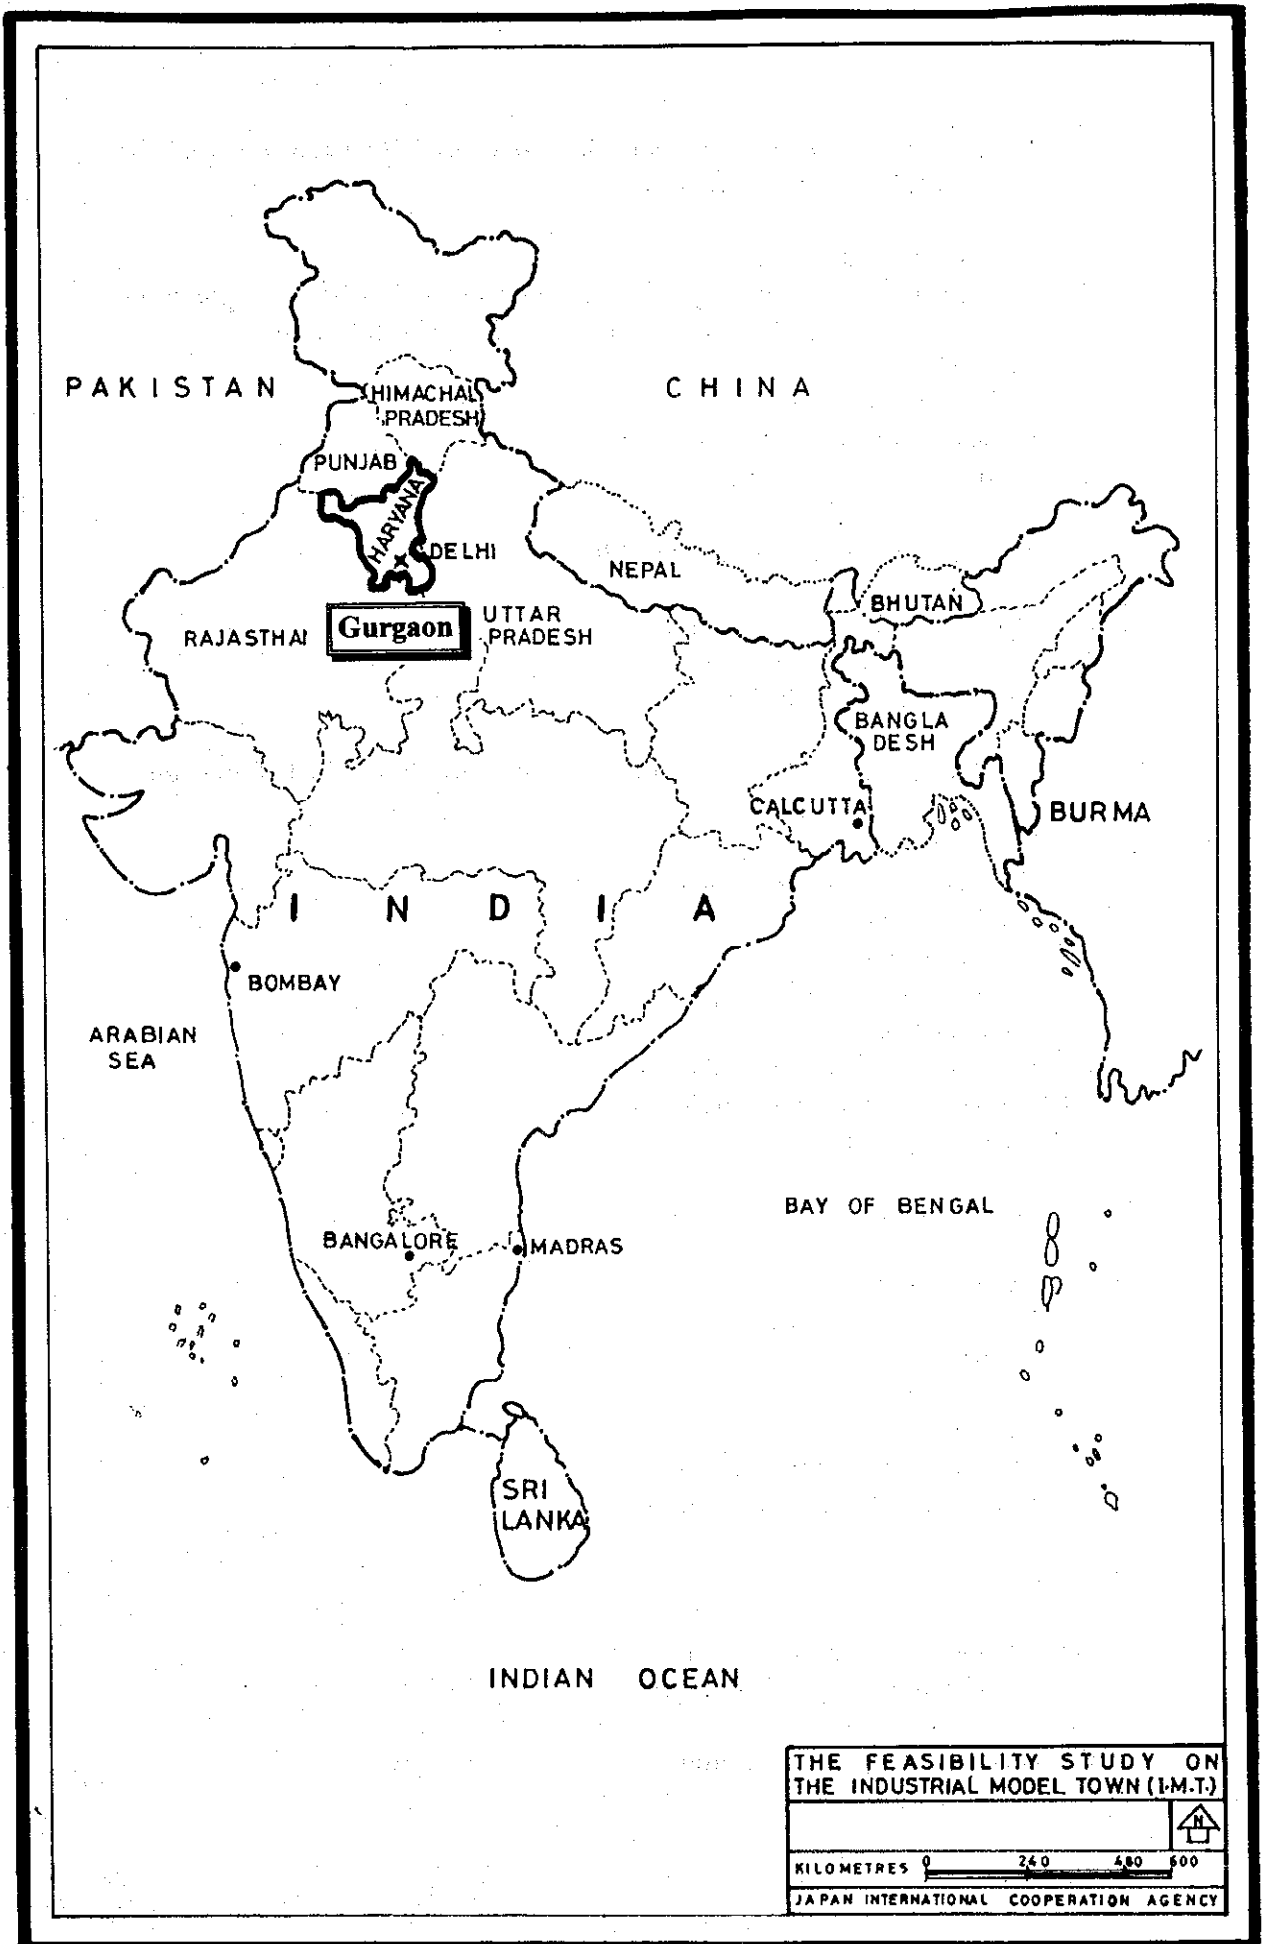 PAKISTAN
CHINA
HIMACHAL
PRADESH
PUNJAB
HARYANA
DELHI
NEPAL
BHUTAN
Gurgaon
UTTAR
PRADESH
RAJASTHAI
BANGLA
DESH
CALCUTTA
BURMA
INDIA
BOMBAY
ARABIAN
SEA
BAY OF BENGAL
BANGALORE
MADRAS
SRI
LANKA
INDIAN OCEAN
THE FEASIBILITY STUDY ON
THE INDUSTRIAL MODEL TOWN (I.M.T.)
N
KILOMETRES 0 240 480 600
JAPAN INTERNATIONAL COOPERATION AGENCY